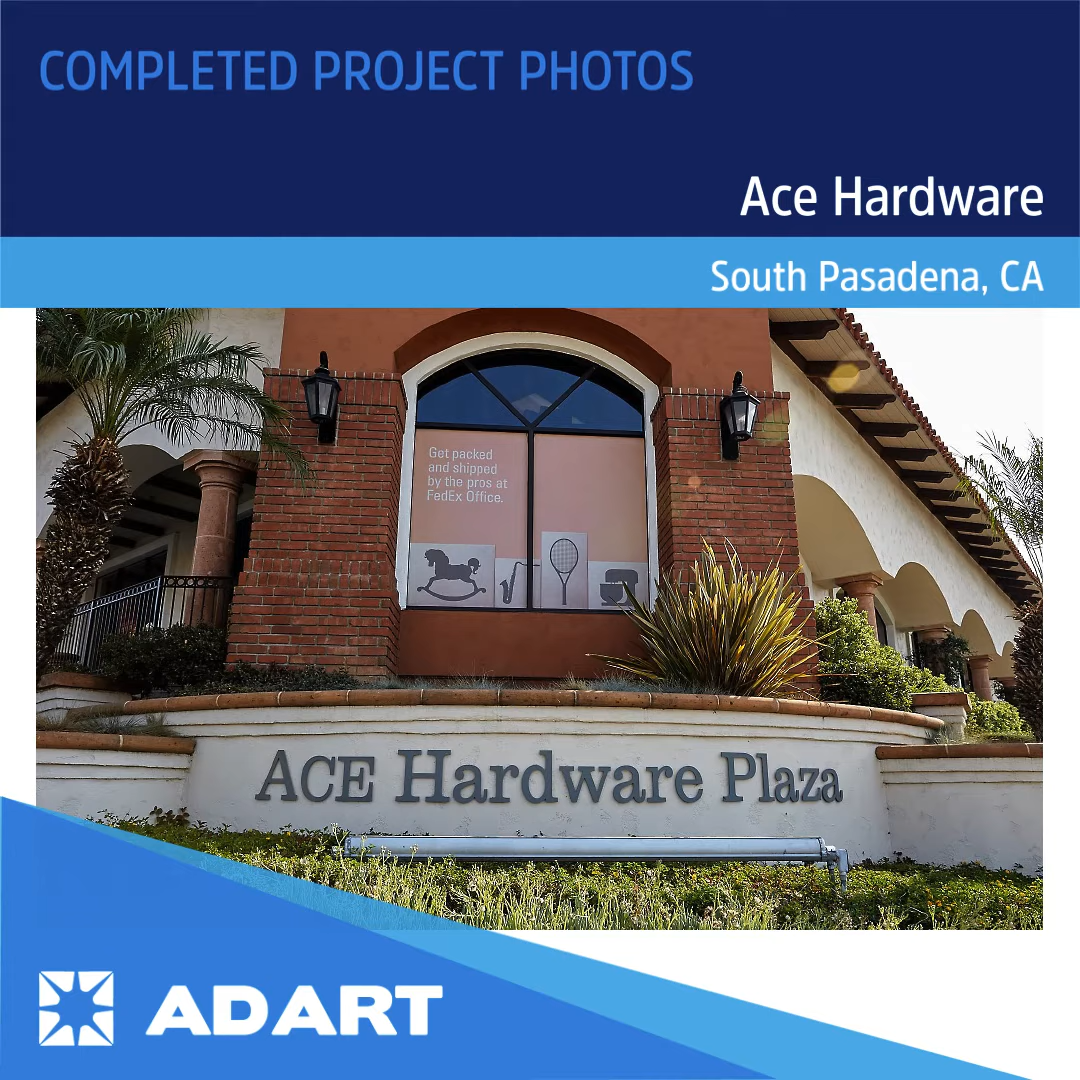 COMPLETED PROJECT PHOTOS
Ace Hardware
South Pasadena, CA
Get packed
and shipped
by the pros at
FedEx Office.
ACE Hardware Plaza
ADART